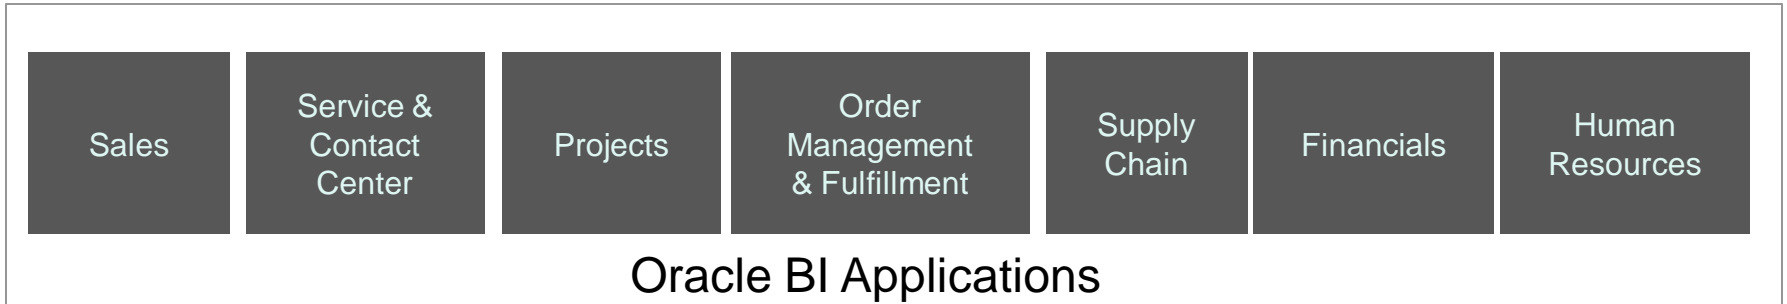 Sales
Service &
Contact
Center
Projects
Order
Management
& Fulfillment
Supply
Chain
Financials
Human
Resources
Oracle BI Applications